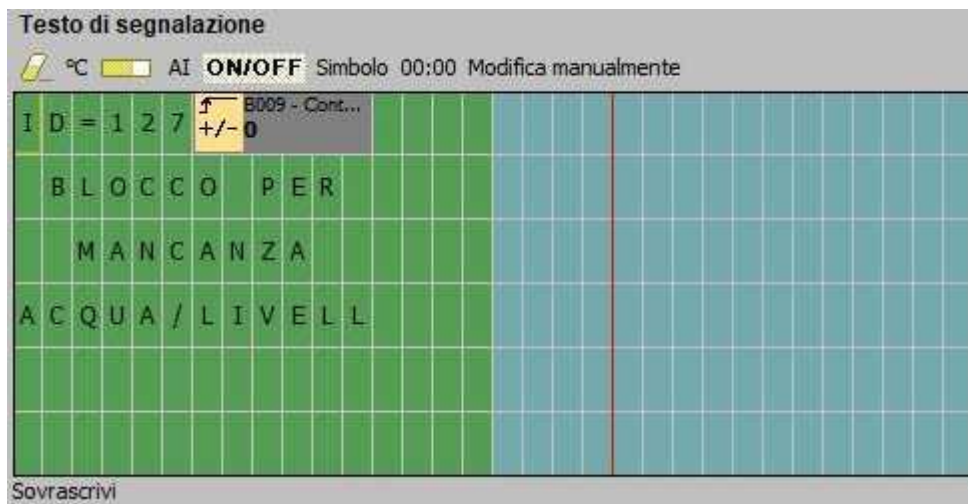 Testo di segnalazione
°C AI ON/OFF Simbolo 00:00 Modifica manualmente
ID=127 +/- B009 - Cont... 0
BLOCCO PER
MANCANZA
ACQUA/LIVELL
Sovrascrivi